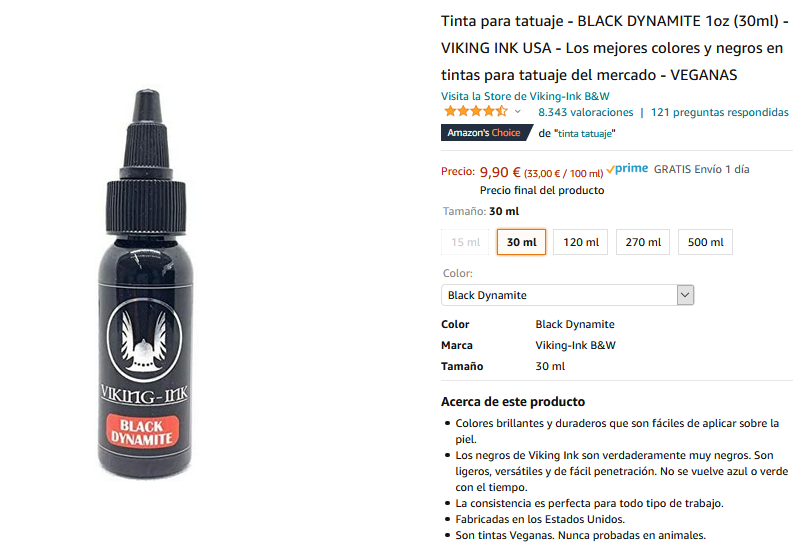 Tinta para tatuaje - BLACK DYNAMITE 1oz (30ml) -
VIKING INK USA - Los mejores colores y negros en
tintas para tatuaje del mercado - VEGANAS
Visita la Store de Viking-Ink B&W
8.343 valoraciones | 121 preguntas respondidas
Amazon's Choice de "tinta tatuaje"
Precio: 9,90 € (33,00 € / 100 ml) prime GRATIS Envío 1 día
Precio final del producto
Tamaño: 30 ml
15 ml 30 ml 120 ml 270 ml 500 ml
Color:
Black Dynamite
Color Black Dynamite
Marca Viking-Ink B&W
Tamaño 30 ml
Acerca de este producto
• Colores brillantes y duraderos que son fáciles de aplicar sobre la
piel.
• Los negros de Viking Ink son verdaderamente muy negros. Son
ligeros, versátiles y de fácil penetración. No se vuelve azul o verde
con el tiempo.
• La consistencia es perfecta para todo tipo de trabajo.
• Fabricadas en los Estados Unidos.
• Son tintas Veganas. Nunca probadas en animales.
VIKING-INK
BLACK
DYNAMITE